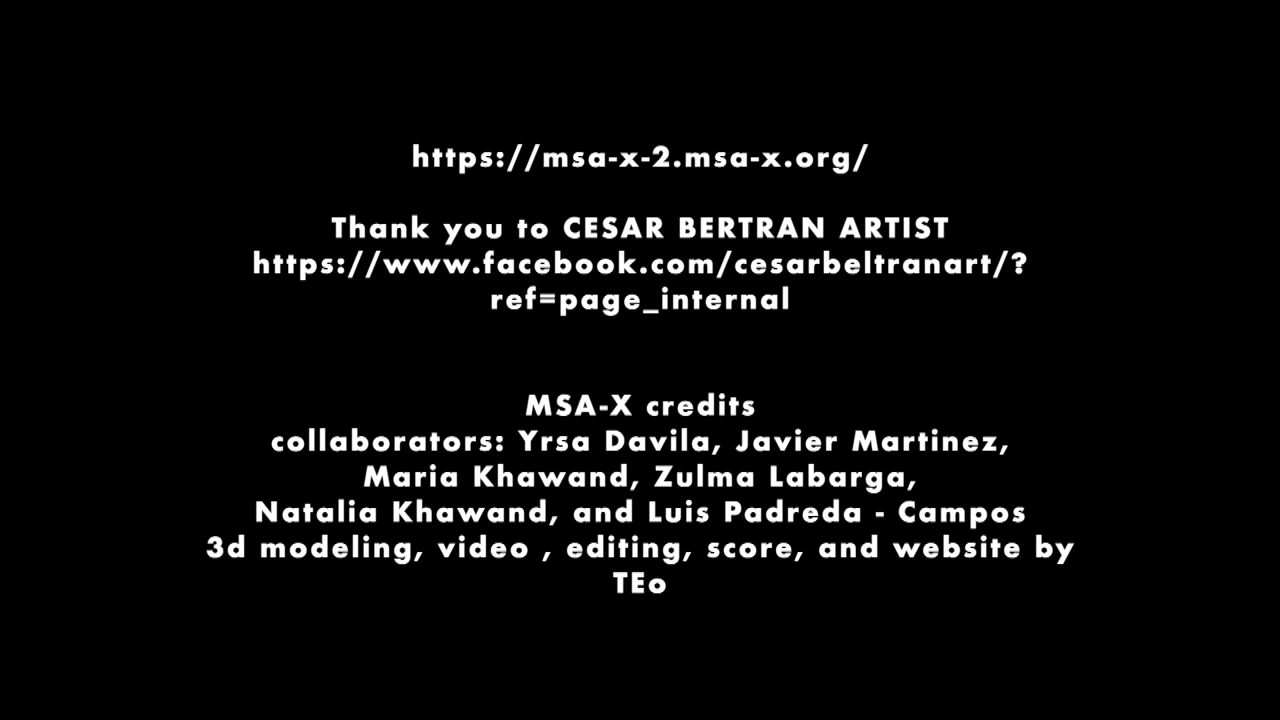 https://msa-x-2.msa-x.org/
Thank you to CESAR BERTRAN ARTIST
https://www.facebook.com/cesarbeltranart/?
ref=page_internal
MSA-X credits
collaborators: Yrsa Davila, Javier Martinez,
Maria Khawand, Zulma Labarga,
Natalia Khawand, and Luis Padreda - Campos
3d modeling, video , editing, score, and website by
TEo